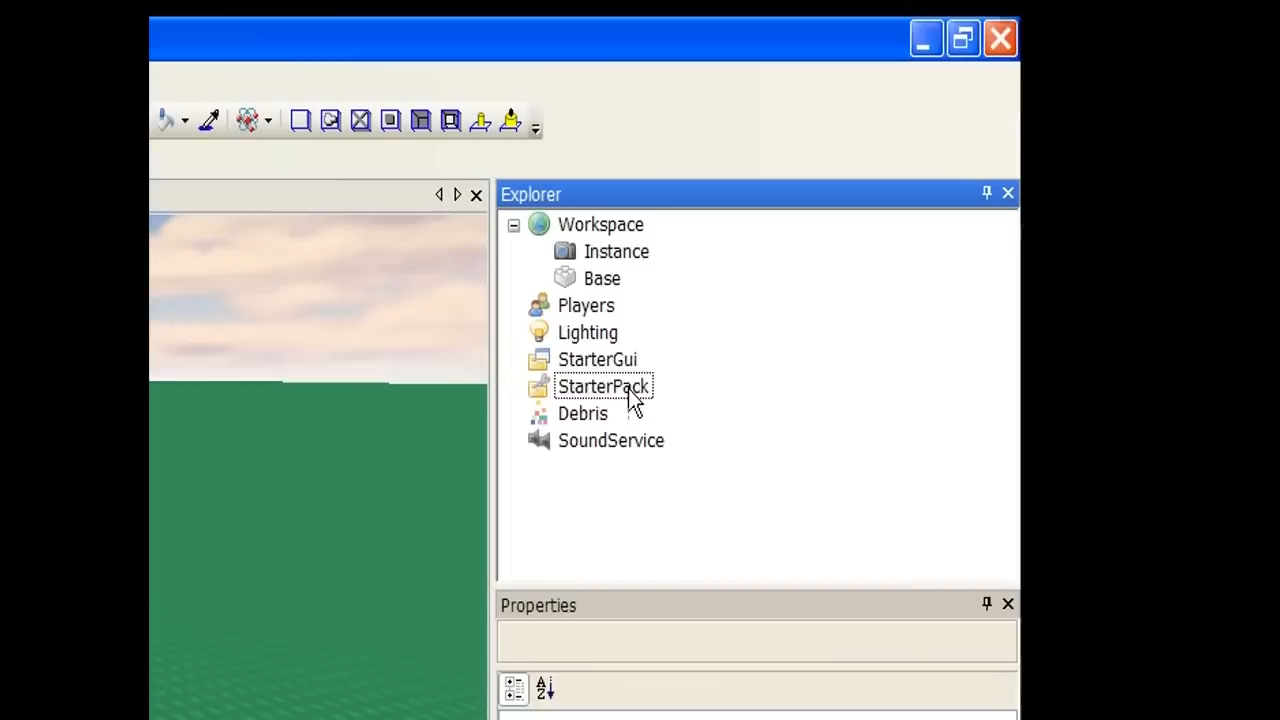 Explorer
Workspace
Instance
Base
Players
Lighting
StarterGui
StarterPack
Debris
SoundService
Properties